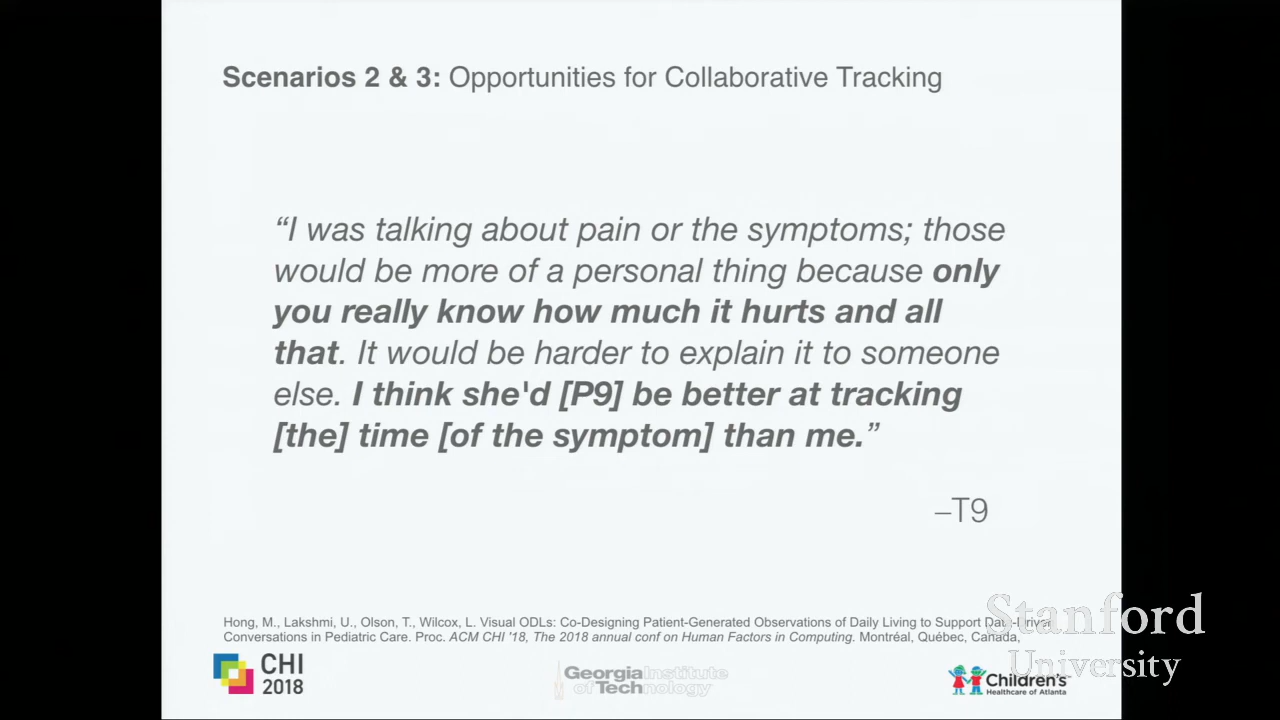 Scenarios 2 & 3: Opportunities for Collaborative Tracking
“I was talking about pain or the symptoms; those
would be more of a personal thing because only
you really know how much it hurts and all
that. It would be harder to explain it to someone
else. I think she'd [P9] be better at tracking
[the] time [of the symptom] than me.”
–T9
Hong, M., Lakshmi, U., Olson, T., Wilcox, L. Visual ODLs: Co-Designing Patient-Generated Observations of Daily Living to Support Data-Driven
Conversations in Pediatric Care. Proc. ACM CHI '18, The 2018 annual conf on Human Factors in Computing. Montréal, Québec, Canada,
CHI
2018
Georgia Institute
of Technology
Children's
Healthcare of Atlanta
Stanford
University